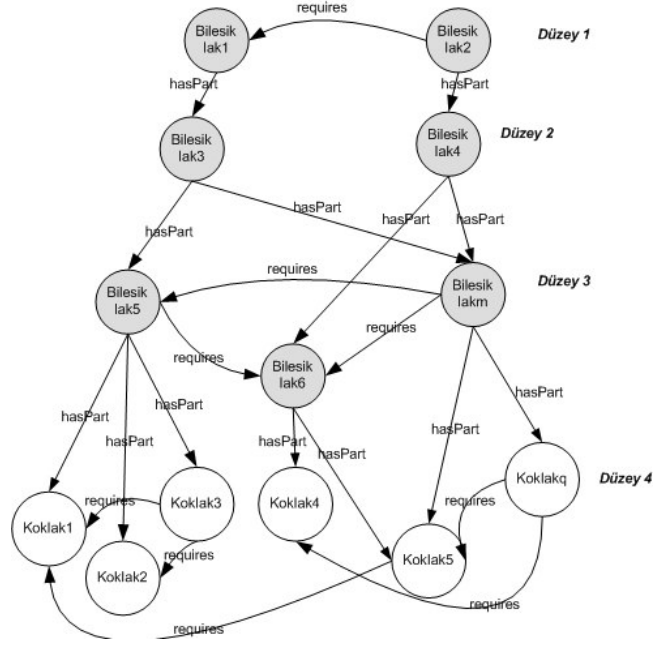 requires
Bilesik
lak1
Bilesik
lak2
Düzey 1
hasPart
hasPart
Bilesik
lak3
Bilesik
lak4
Düzey 2
hasPart
hasPart
hasPart
hasPart
requires
Bilesik
lak5
Bilesik
lakm
Düzey 3
requires
requires
Bilesik
lak6
hasPart
hasPart
hasPart
hasPart
hasPart
hasPart
hasPart
Koklak1
requires
Koklak3
Koklak4
requires
Koklakq
Düzey 4
Koklak2
requires
Koklak5
requires
requires